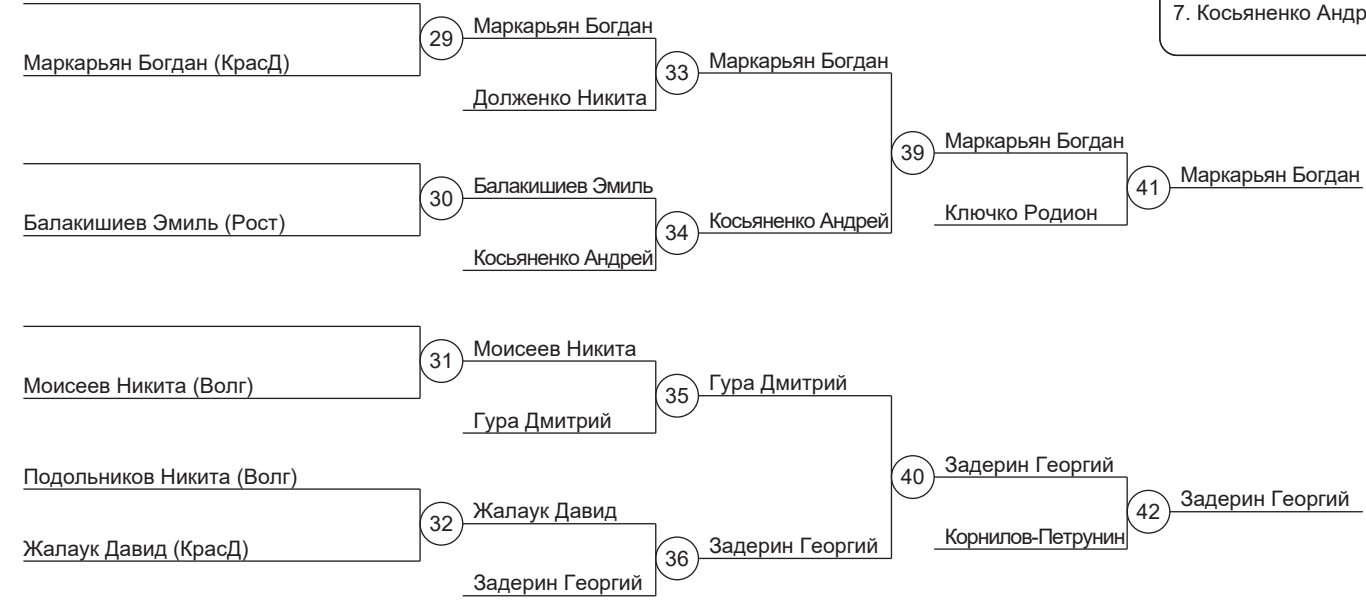 7. Косьяненко Андр
29
Маркарьян Богдан
Маркарьян Богдан (КрасД)
33
Маркарьян Богдан
Долженко Никита
39
Маркарьян Богдан
30
Балакишиев Эмиль
41
Маркарьян Богдан
Балакишиев Эмиль (Рост)
34
Косьяненко Андрей
Ключко Родион
Косьяненко Андрей
31
Моисеев Никита
Моисеев Никита (Волг)
35
Гура Дмитрий
Гура Дмитрий
Подольников Никита (Волг)
40
Задерин Георгий
32
Жалаук Давид
42
Задерин Георгий
Жалаук Давид (КрасД)
36
Задерин Георгий
Корнилов-Петрунин
Задерин Георгий